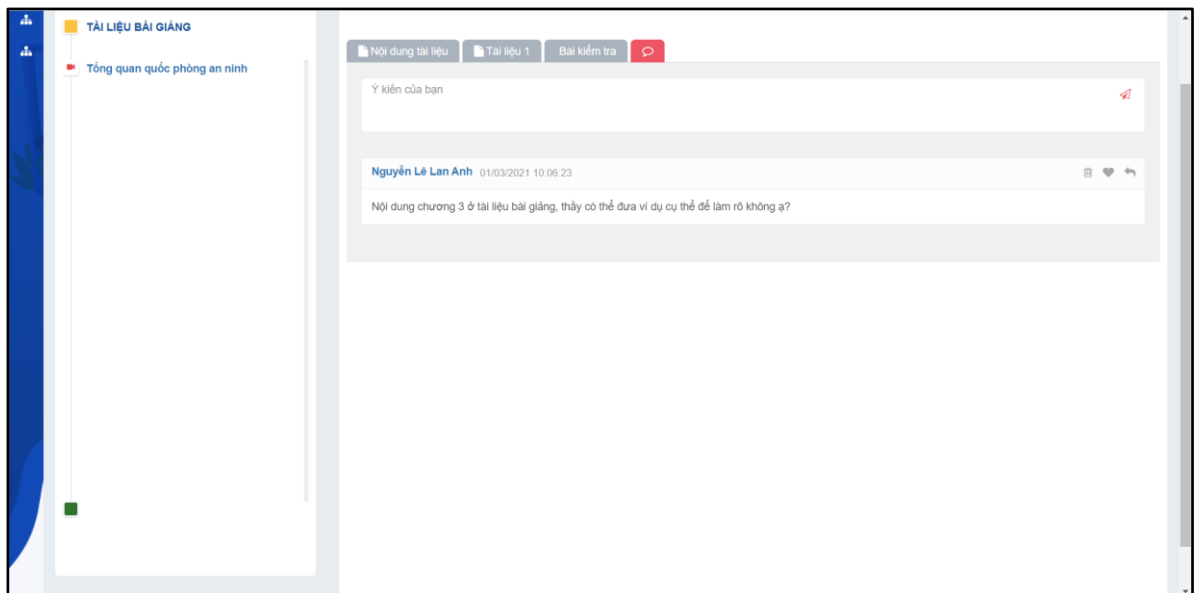 TÀI LIỆU BÀI GIẢNG
Tổng quan quốc phòng an ninh
Nội dung tài liệu
Tài liệu 1
Bài kiểm tra
Ý kiến của bạn
Nguyễn Lê Lan Anh 01/03/2021 10:06:23
Nội dung chương 3 ở tài liệu bài giảng, thầy có thể đưa ví dụ cụ thể để làm rõ không ạ?